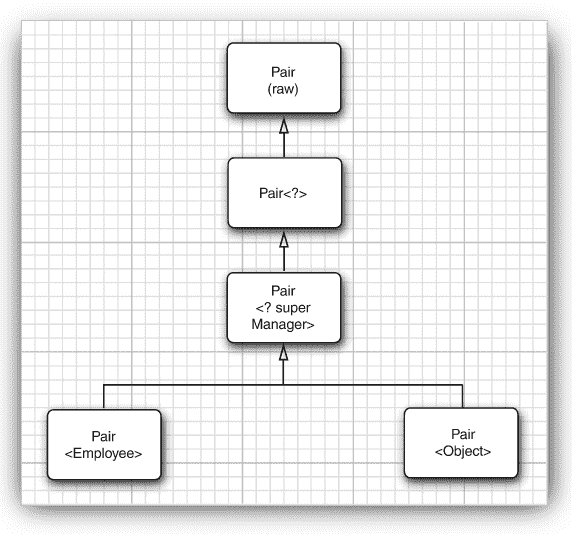 Pair
(raw)
Pair<?>
Pair
<? super
Manager>
Pair
<Employee>
Pair
<Object>